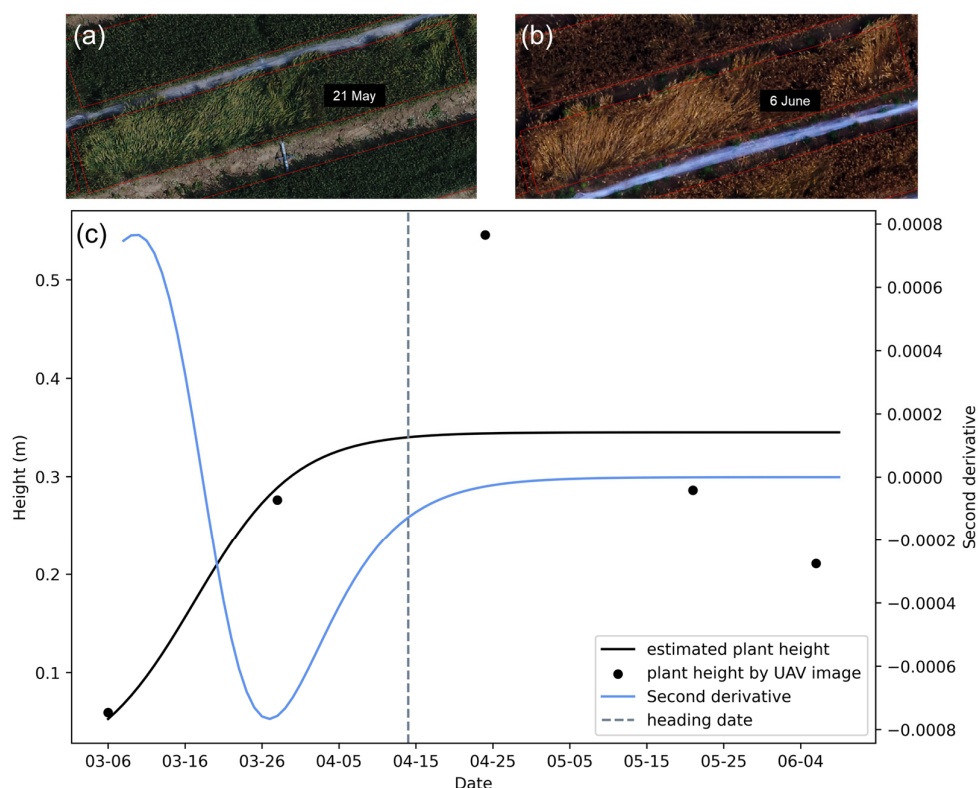 (a)
21 May
(b)
6 June
(c)
0.5
0.4
0.3
0.2
0.1
Height (m)
0.0008
0.0006
0.0004
0.0002
0.0000
−0.0002
−0.0004
−0.0006
−0.0008
Second derivative
estimated plant height
plant height by UAV image
Second derivative
heading date
03-06 03-16 03-26 04-05 04-15 04-25 05-05 05-15 05-25 06-04
Date